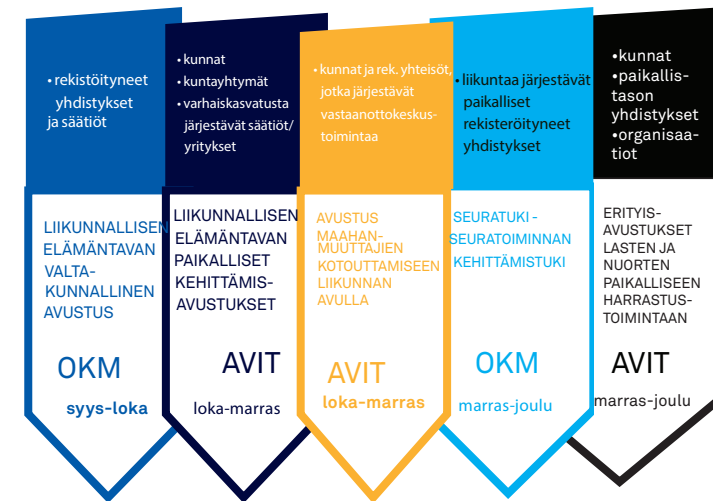 • rekistöityneet
yhdistykset
ja säätiöt
LIIKUNNALLISEN
ELÄMÄNTAVAN
VALTA-
KUNNALLINEN
AVUSTUS
OKM
syys-loka
• kunnat
• kuntayhtymät
• varhaiskasvatusta
järjestävät säätiöt/
yritykset
LIIKUNNALLISEN
ELÄMÄNTAVAN
PAIKALLISET
KEHITTÄMIS-
AVUSTUKSET
AVIT
loka-marras
• kunnat ja rek. yhteisöt,
jotka järjestävät
vastaanottokeskus-
toimintaa
AVUSTUS
MAAHAN-
MUUTTAJIEN
KOTOUTTAMISEEN
LIIKUNNAN
AVULLA
AVIT
loka-marras
• liikuntaa järjestävät
paikalliset
rekisteröityneet
yhdistykset
SEURATUKI -
SEURATOIMINNAN
KEHITTÄMISTUKI
OKM
marras-joulu
•kunnat
•paikallis-
tason
yhdistykset
•organisaa-
tiot
ERITYIS-
AVUSTUKSET
LASTEN JA
NUORTEN
PAIKALLISEEN
HARRASTUS-
TOIMINTAAN
AVIT
marras-joulu